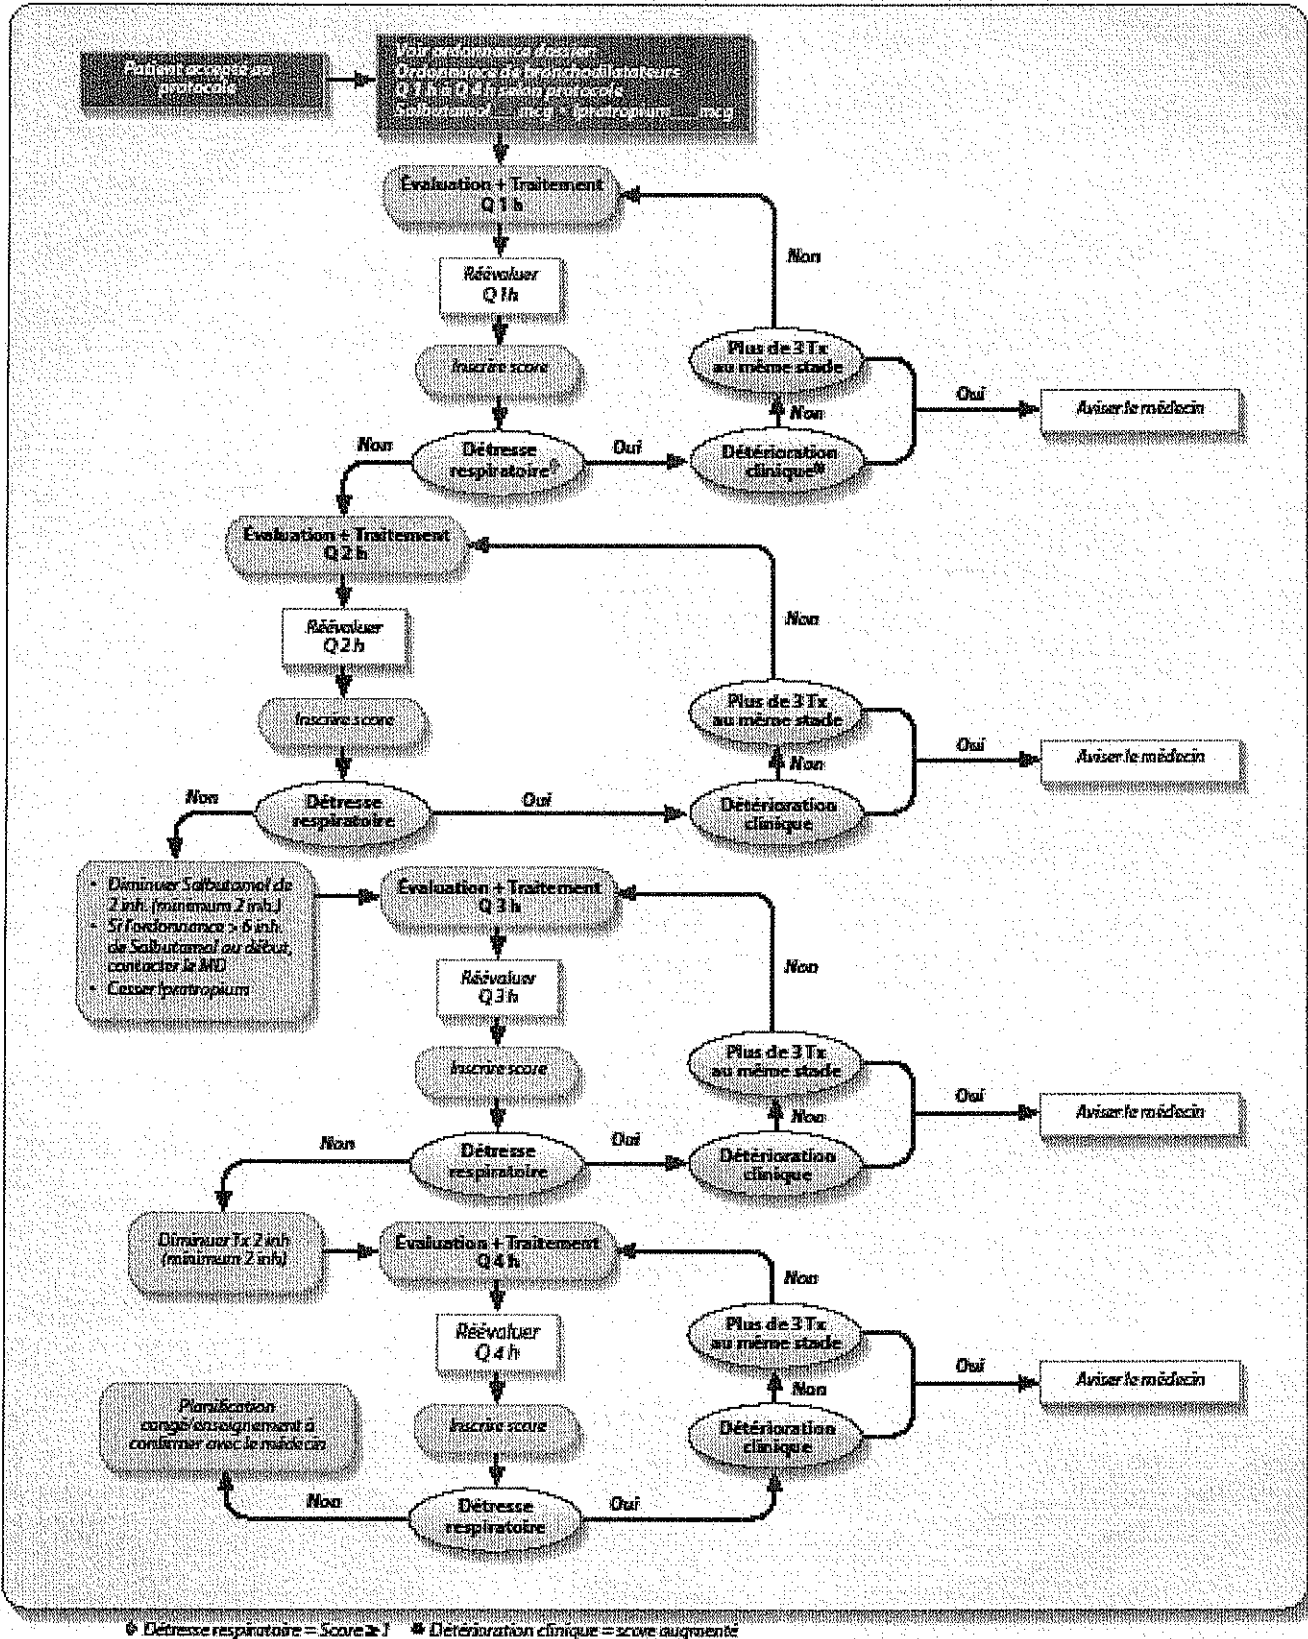 Patient accepté au
protocole
Voir ordonnance dossier:
Ordonnance de bronchodilatateurs
Q 1 h à Q 4 h selon protocole
Salbutamol __ mcg + Ipratropium __ mcg
Évaluation + Traitement
Q 1 h
Réévaluer
Q 1h
Inscrire score
Détresse
respiratoire
Non
Oui
Détérioration
clinique
Non
Plus de 3 Tx
au même stade
Non
Oui
Aviser le médecin
Évaluation + Traitement
Q 2 h
Réévaluer
Q 2 h
Inscrire score
Détresse
respiratoire
Non
Oui
Détérioration
clinique
Non
Plus de 3 Tx
au même stade
Non
Oui
Aviser le médecin
• Diminuer Salbutamol de
2 inh. (minimum 2 inh.)
• Si l'ordonnance > 6 inh.
de Salbutamol au début,
contacter le MD
• Cesser Ipratropium
Évaluation + Traitement
Q 3 h
Réévaluer
Q 3 h
Inscrire score
Détresse
respiratoire
Non
Oui
Détérioration
clinique
Non
Plus de 3 Tx
au même stade
Non
Oui
Aviser le médecin
Diminuer Tx 2 inh
(minimum 2 inh)
Évaluation + Traitement
Q 4 h
Réévaluer
Q 4 h
Inscrire score
Détresse
respiratoire
Non
Oui
Détérioration
clinique
Non
Plus de 3 Tx
au même stade
Non
Oui
Aviser le médecin
Planification
congé/enseignement à
confirmer avec le médecin
Détresse respiratoire = Score ≥ 1 Détérioration clinique = score augmenté